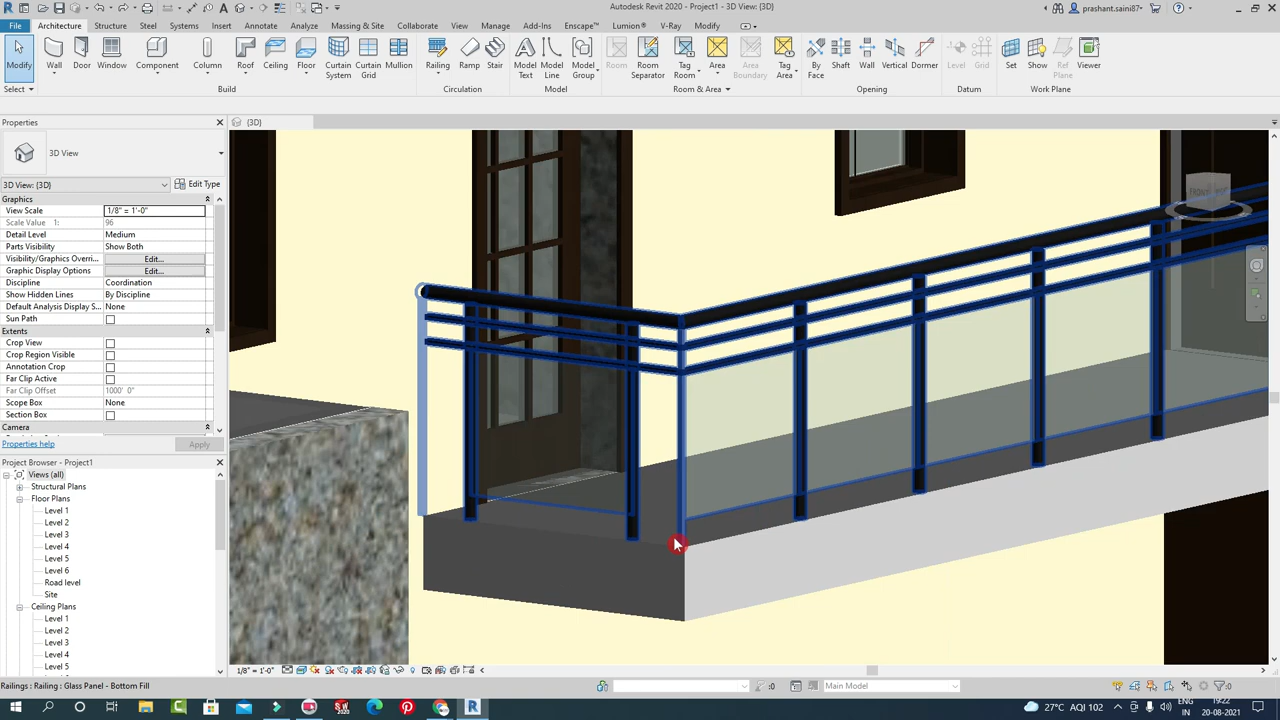 Autodesk Revit 2020 - Project1 - 3D View: {3D}
prashant.saini87
File Architecture Structure Steel Systems Insert Annotate Analyze Massing & Site Collaborate View Manage Add-Ins Enscape™ Lumion® V-Ray Modify
Modify Wall Door Window Component Column Roof Ceiling Floor Curtain System Curtain Grid Mullion Railing Ramp Stair Model Text Model Line Model Group Room Room Separator Tag Room Area Area Boundary Tag Area By Face Shaft Wall Vertical Dormer Level Grid Set Show Ref Plane Viewer
Select Build Circulation Model Room & Area Opening Datum Work Plane
Properties
{3D}
3D View
3D View: {3D} Edit Type
Graphics
View Scale 1/8" = 1'-0"
Scale Value 1: 96
Detail Level Medium
Parts Visibility Show Both
Visibility/Graphics Overri... Edit...
Graphic Display Options Edit...
Discipline Coordination
Show Hidden Lines By Discipline
Default Analysis Display S... None
Sun Path
Extents
Crop View
Crop Region Visible
Annotation Crop
Far Clip Active
Far Clip Offset 1000' 0"
Scope Box None
Section Box
Camera
Properties help Apply
Project Browser - Project1
Views (all)
Structural Plans
Floor Plans
Level 1
Level 2
Level 3
Level 4
Level 5
Level 6
Road level
Site
Ceiling Plans
Level 1
Level 2
Level 3
Level 4
Level 5
FRONT
1/8" = 1'-0"
Railings : Railing : Glass Panel - Bottom Fill
:0
Main Model
:0
27°C AQI 102
ENG
IN
19:22
20-08-2021